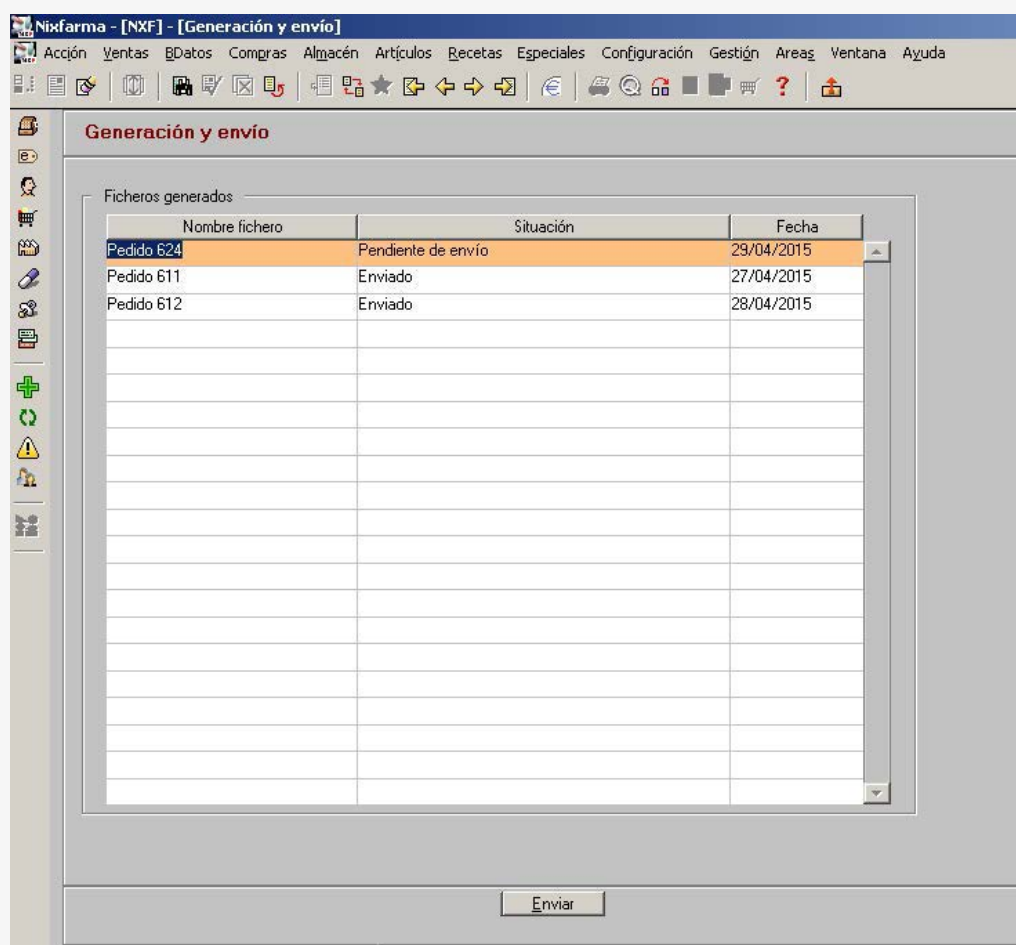 Nixfarma - [NXF] - [Generación y envío]
Acción Ventas BDatos Compras Almacén Artículos Recetas Especiales Configuración Gestión Areas Ventana Ayuda
Generación y envío
Ficheros generados
Nombre fichero Situación Fecha
Pedido 624 Pendiente de envío 29/04/2015
Pedido 611 Enviado 27/04/2015
Pedido 612 Enviado 28/04/2015
Enviar